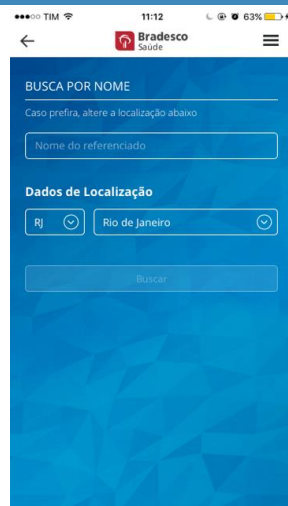 TIM 11:12 63%
Bradesco
Saúde
BUSCA POR NOME
Caso prefira, altere a localização abaixo
Nome do referenciado
Dados de Localização
RJ Rio de Janeiro
Buscar